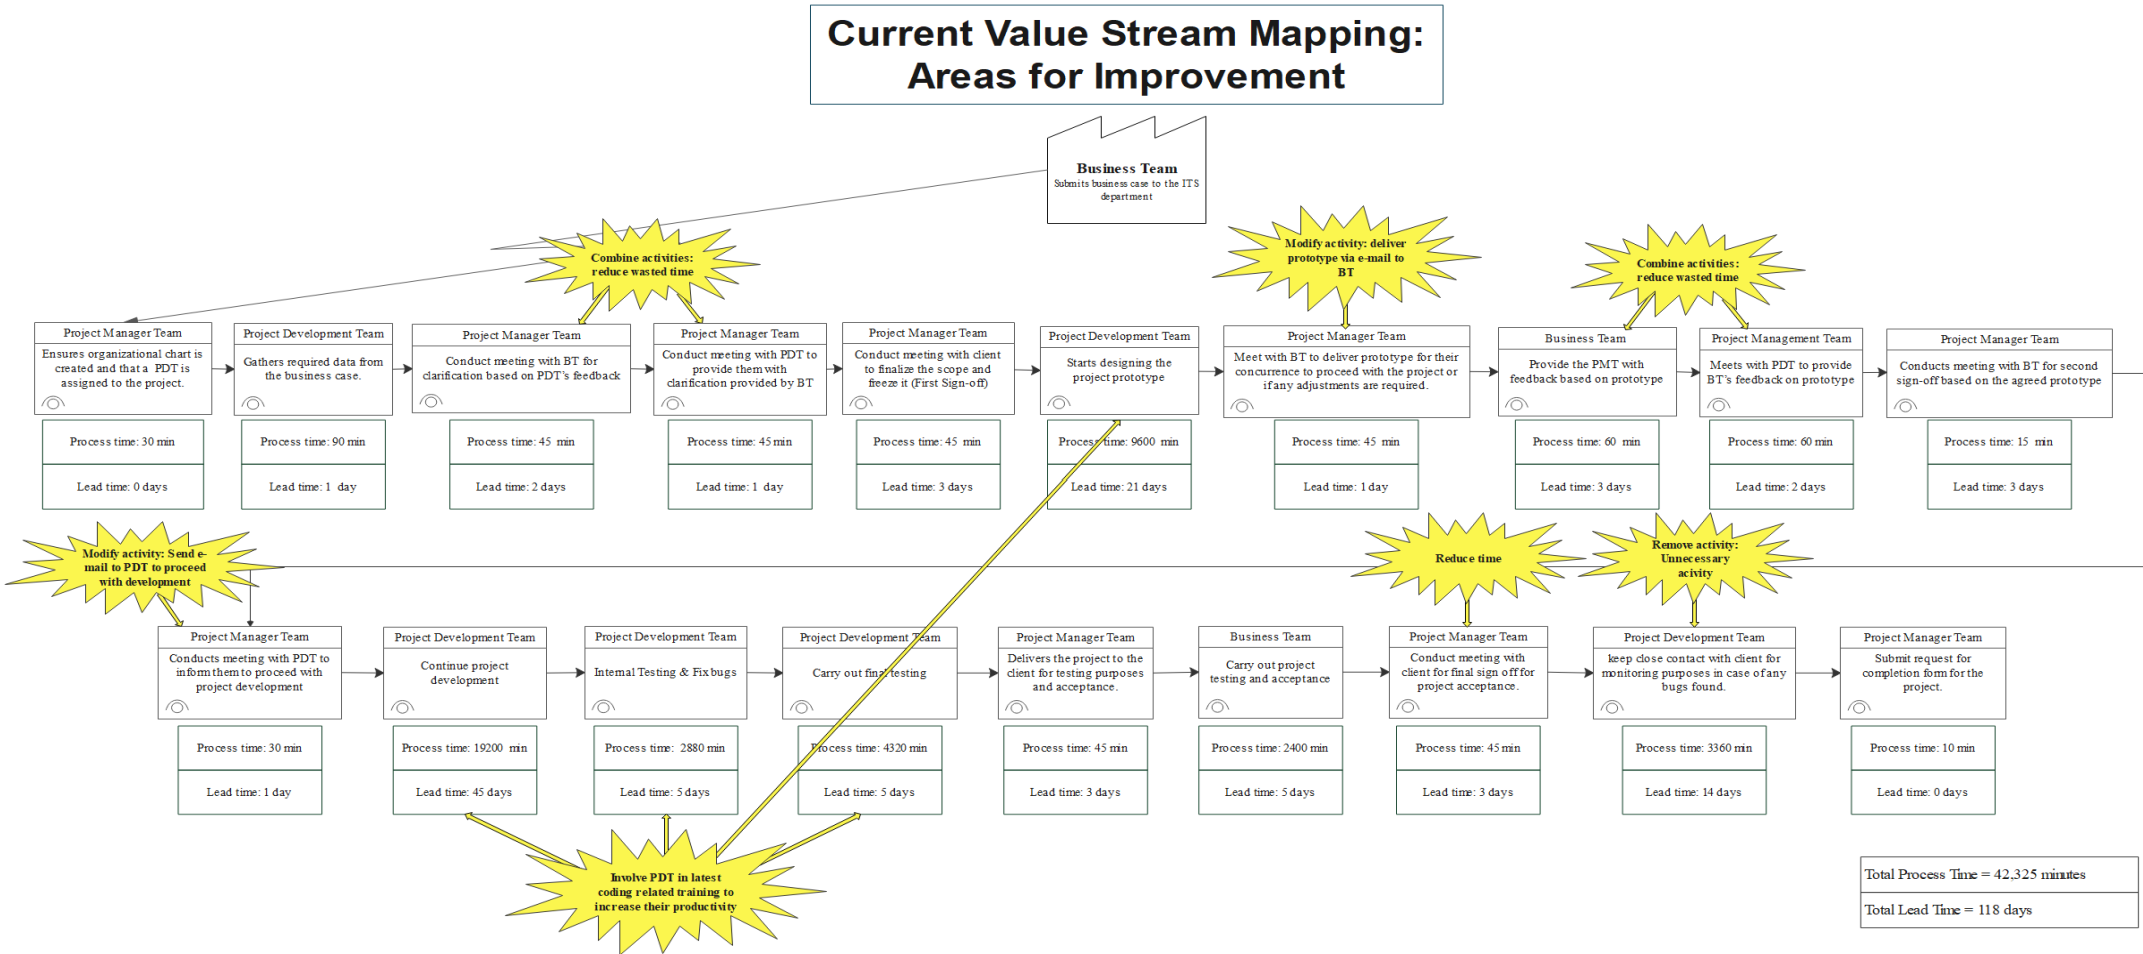 Current Value Stream Mapping:
Areas for Improvement
Business Team
Submits business case to the ITS
department
Combine activities:
reduce wasted time
Modify activity: deliver
prototype via e-mail to
BT
Combine activities:
reduce wasted time
Project Manager Team
Ensures organizational chart is
created and that a PDT is
assigned to the project.
Process time: 30 min
Lead time: 0 days
Project Development Team
Gathers required data from
the business case.
Process time: 90 min
Lead time: 1 day
Project Manager Team
Conduct meeting with BT for
clarification based on PDT's feedback
Process time: 45 min
Lead time: 2 days
Project Manager Team
Conduct meeting with PDT to
provide them with
clarification provided by BT
Process time: 45 min
Lead time: 1 day
Project Manager Team
Conduct meeting with client
to finalize the scope and
freeze it (First Sign-off)
Process time: 45 min
Lead time: 3 days
Project Development Team
Starts designing the
project prototype
Process time: 9600 min
Lead time: 21 days
Project Manager Team
Meet with BT to deliver prototype for their
concurrence to proceed with the project or
if any adjustments are required.
Process time: 45 min
Lead time: 1 day
Business Team
Provide the PMT with
feedback based on prototype
Process time: 60 min
Lead time: 3 days
Project Management Team
Meets with PDT to provide
BT's feedback on prototype
Process time: 60 min
Lead time: 2 days
Project Manager Team
Conducts meeting with BT for second
sign-off based on the agreed prototype
Process time: 15 min
Lead time: 3 days
Modify activity: Send e-
mail to PDT to proceed
with development
Reduce time
Remove activity:
Unnecessary
acivity
Project Manager Team
Conducts meeting with PDT to
inform them to proceed with
project development
Process time: 30 min
Lead time: 1 day
Project Development Team
Continue project
development
Process time: 19200 min
Lead time: 45 days
Project Development Team
Internal Testing & Fix bugs
Process time: 2880 min
Lead time: 5 days
Project Development Team
Carry out final testing
Process time: 4320 min
Lead time: 5 days
Project Manager Team
Delivers the project to the
client for testing purposes
and acceptance.
Process time: 45 min
Lead time: 3 days
Business Team
Carry out project
testing and acceptance
Process time: 2400 min
Lead time: 5 days
Project Manager Team
Conduct meeting with
client for final sign off for
project acceptance.
Process time: 45 min
Lead time: 3 days
Project Development Team
keep close contact with client for
monitoring purposes in case of any
bugs found.
Process time: 3360 min
Lead time: 14 days
Project Manager Team
Submit request for
completion form for the
project.
Process time: 10 min
Lead time: 0 days
Involve PDT in latest
coding related training to
increase their productivity
Total Process Time = 42,325 minutes
Total Lead Time = 118 days